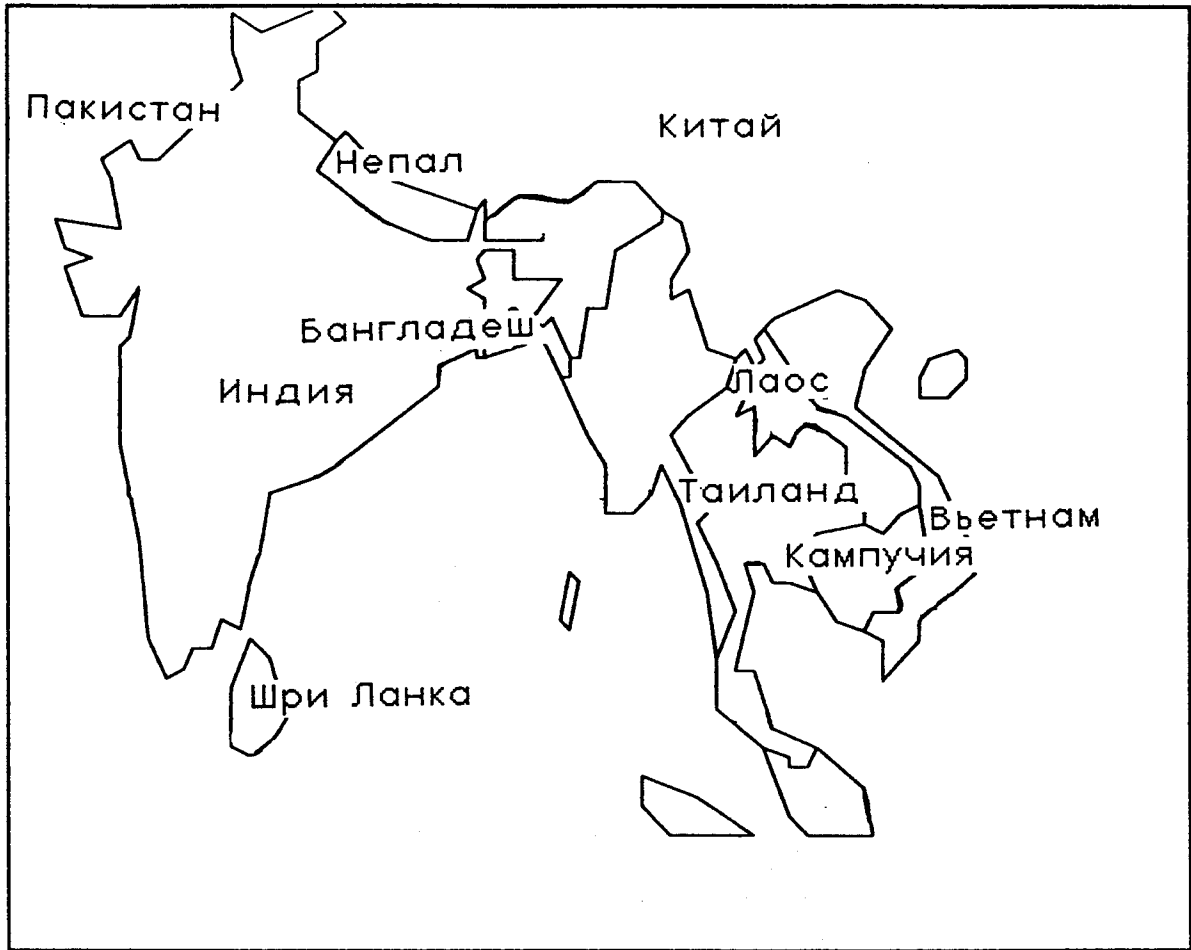 Пакистан
Китай
Непал
Бангладеш
Индия
Лаос
Таиланд
Вьетнам
Кампучия
Шри Ланка